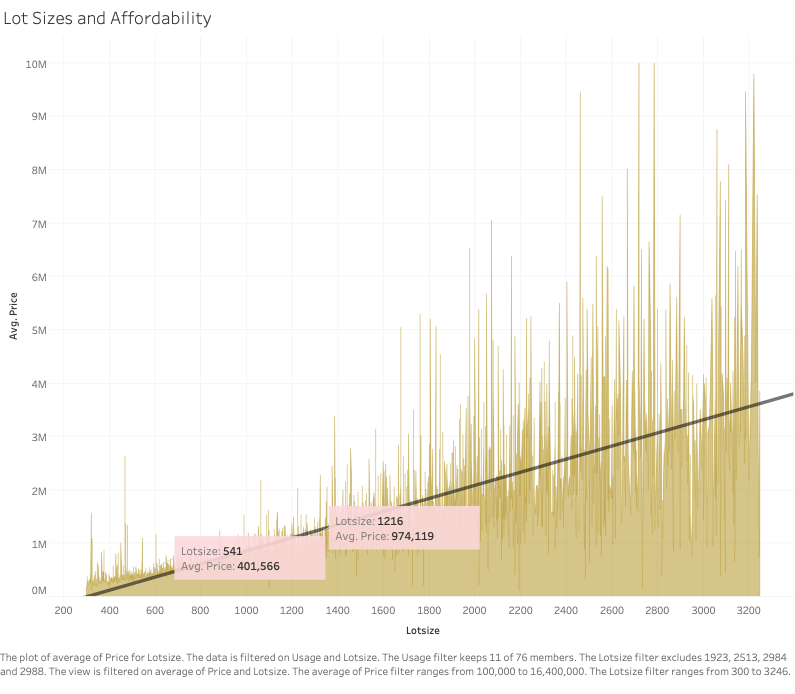 Lot Sizes and Affordability
10M
9M
8M
7M
6M
5M
4M
3M
2M
1M
0M
Avg. Price
Lotsize: 1216
Avg. Price: 974,119
Lotsize: 541
Avg. Price: 401,566
200 400 600 800 1000 1200 1400 1600 1800 2000 2200 2400 2600 2800 3000 3200
Lotsize
The plot of average of Price for Lotsize. The data is filtered on Usage and Lotsize. The Usage filter keeps 11 of 76 members. The Lotsize filter excludes 1923, 2513, 2984
and 2988. The view is filtered on average of Price and Lotsize. The average of Price filter ranges from 100,000 to 16,400,000. The Lotsize filter ranges from 300 to 3246.